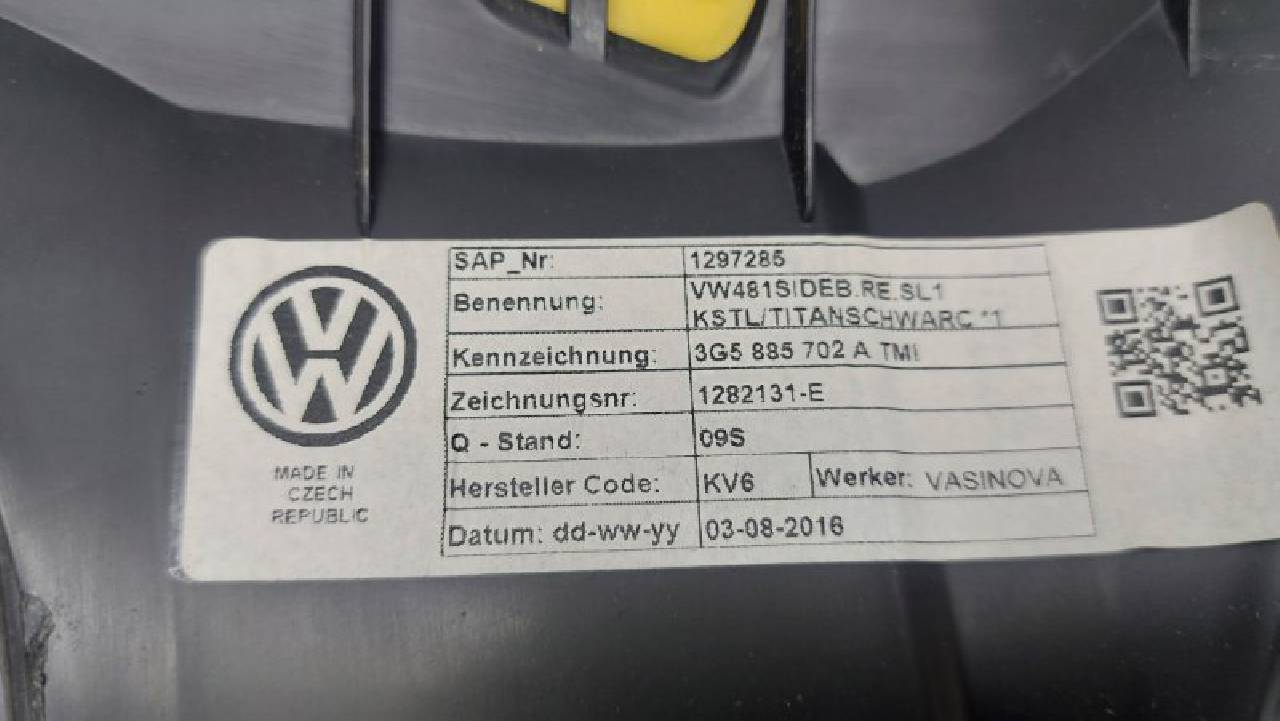 SAP_Nr: 1297285
Benennung: VW481SIDEB.RE.SL1
KSTL/TITANSCHWARC *1
Kennzeichnung: 3G5 885 702 A TMI
Zeichnungsnr: 1282131-E
Q - Stand: 09S
Hersteller Code: KV6 Werker: VASINOVA
Datum: dd-ww-yy 03-08-2016
VW
MADE IN
CZECH
REPUBLIC